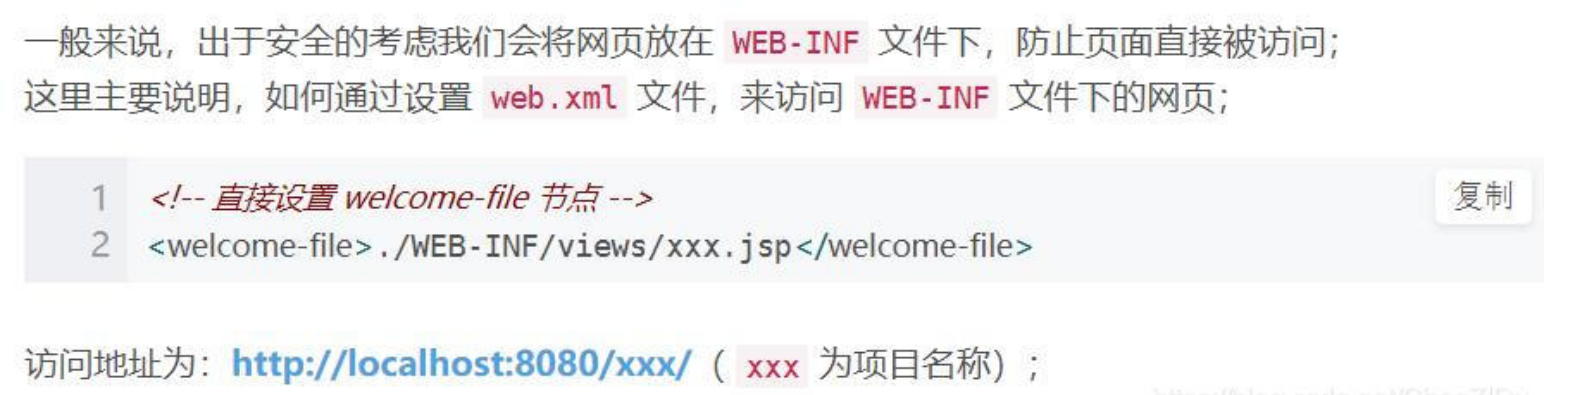 一般来说，出于安全的考虑我们会将网页放在 WEB-INF 文件下，防止页面直接被访问；
这里主要说明，如何通过设置 web.xml 文件，来访问 WEB-INF 文件下的网页；
1 <!-- 直接设置 welcome-file 节点 -->
复制
2 <welcome-file>./WEB-INF/views/xxx.jsp</welcome-file>
访问地址为：http://localhost:8080/xxx/（ xxx 为项目名称）；